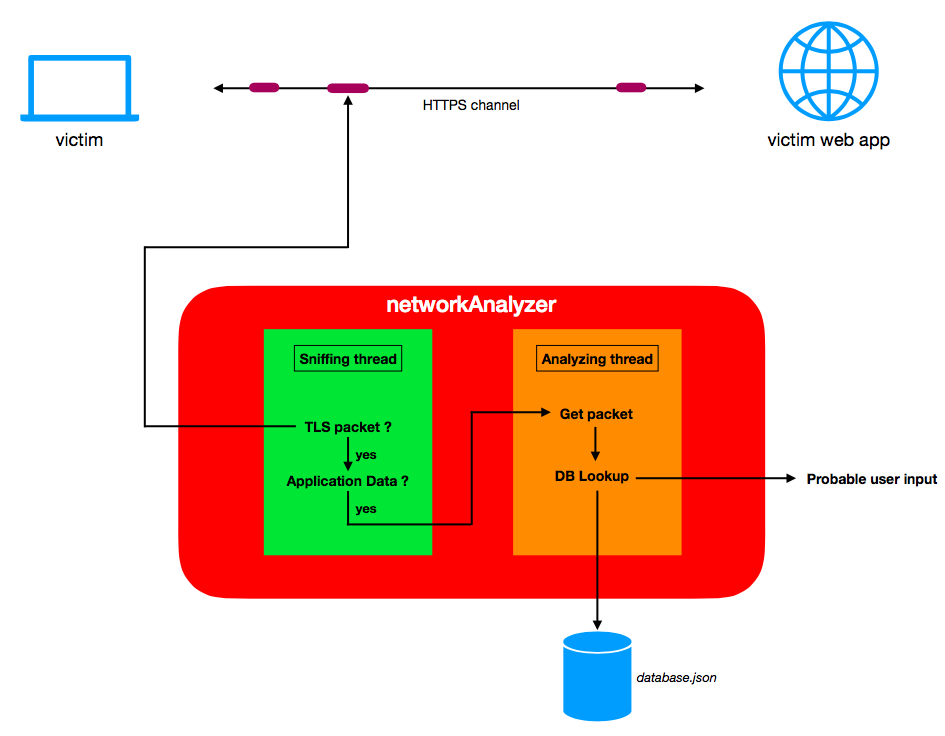 HTTPS channel
victim
victim web app
networkAnalyzer
Sniffing thread
Analyzing thread
TLS packet ?
yes
Application Data ?
yes
Get packet
DB Lookup
Probable user input
database.json